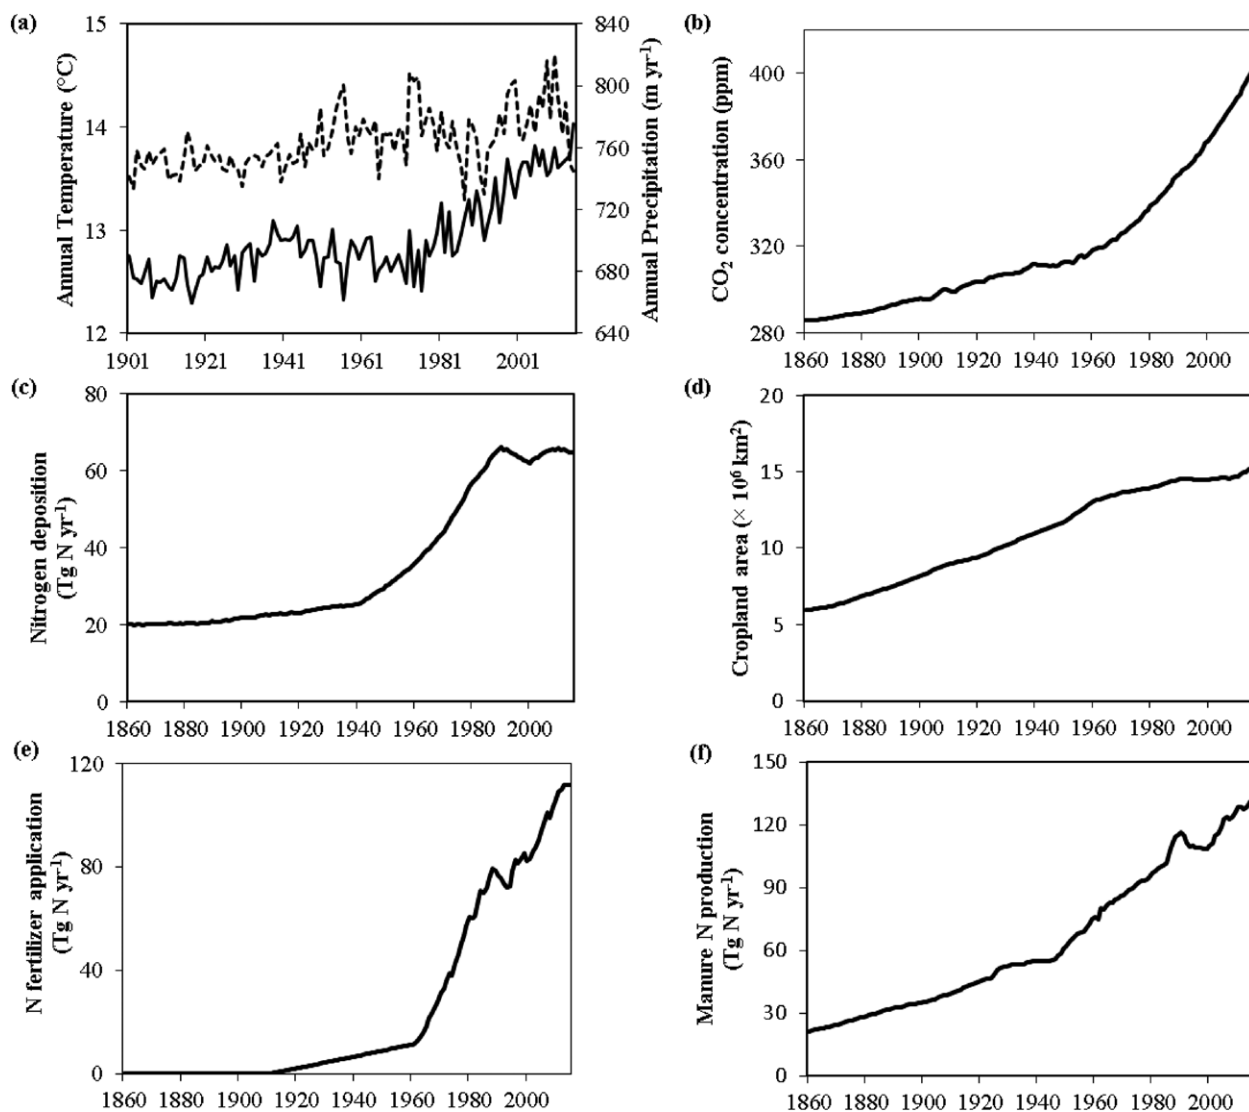 (a)
15
14
13
12
Annual Temperature (°C)
840
800
760
720
680
640
Annual Precipitation (m yr-1)
1901 1921 1941 1961 1981 2001
(b)
400
360
320
280
CO2 concentration (ppm)
1860 1880 1900 1920 1940 1960 1980 2000
(c)
80
60
40
20
0
Nitrogen deposition
(Tg N yr-1)
1860 1880 1900 1920 1940 1960 1980 2000
(d)
20
15
10
5
0
Cropland area (× 10^6 km^2)
1860 1880 1900 1920 1940 1960 1980 2000
(e)
120
80
40
0
N fertilizer application
(Tg N yr-1)
1860 1880 1900 1920 1940 1960 1980 2000
(f)
150
120
90
60
30
0
Manure N production
(Tg N yr-1)
1860 1880 1900 1920 1940 1960 1980 2000